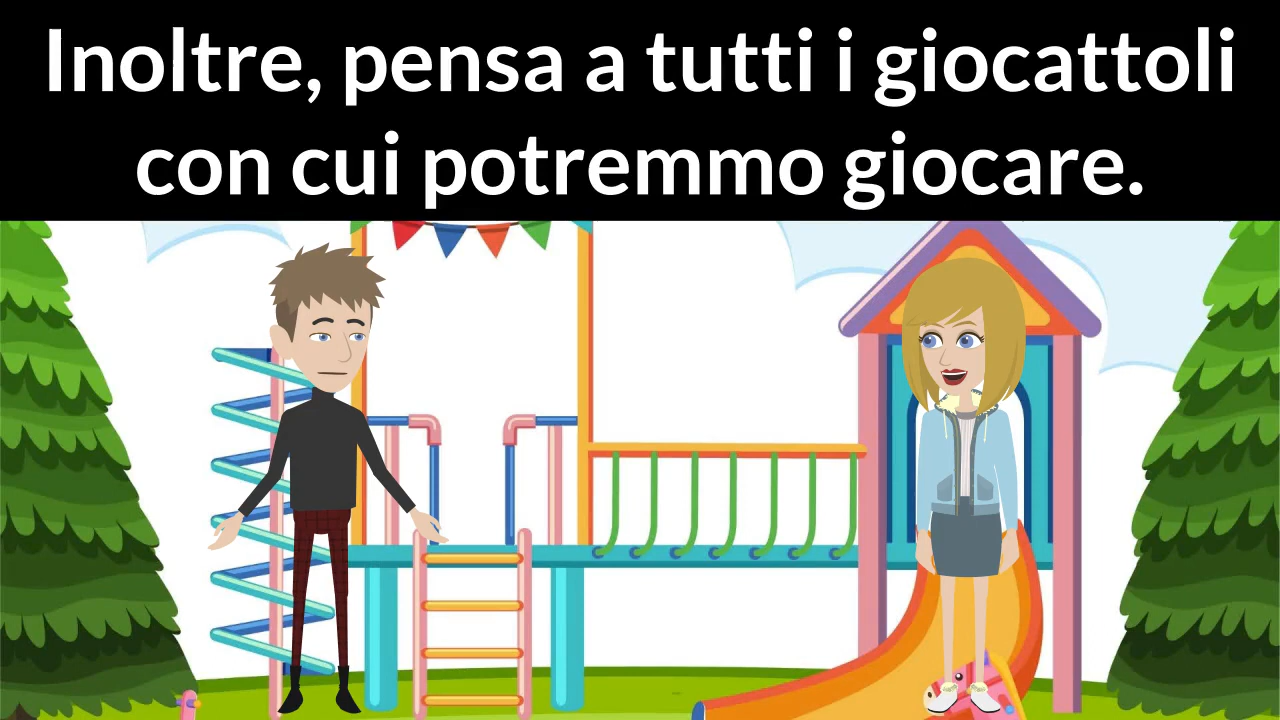 Inoltre, pensa a tutti i giocattoli
con cui potremmo giocare.